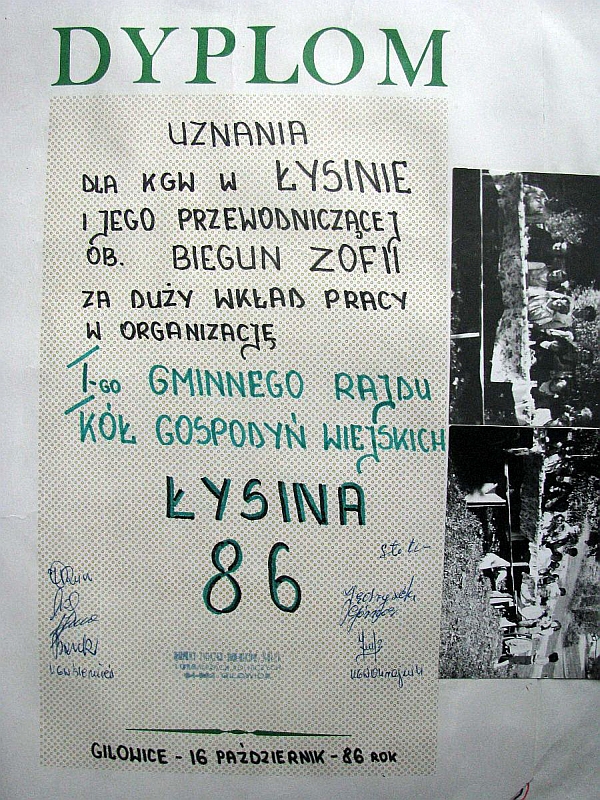 DYPLOM
UZNANIA
DLA KGW W ŁYSINIE
I JEGO PRZEWODNICZĄCEJ
OB. BIEGUN ZOFII
ZA DUŻY WKŁAD PRACY
W ORGANIZACJĘ
I-GO GMINNEGO RAJDU
KÓŁ GOSPODYŃ WIEJSKICH
ŁYSINA
86
GILOWICE
GILOWICE - 16 PAŹDZIERNIK - 86 ROK